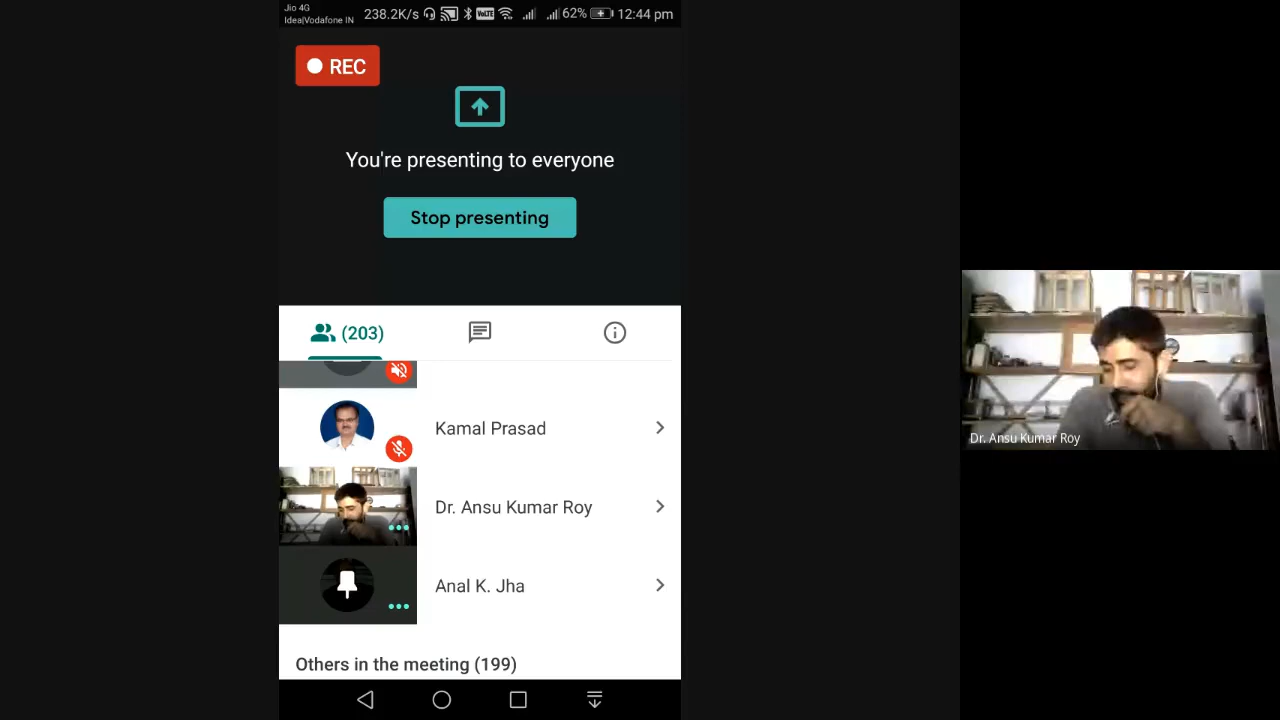 Jio 4G
Idea|Vodafone IN
238.2K/s VoLTE 62% 12:44 pm
REC
You're presenting to everyone
Stop presenting
(203)
Kamal Prasad
Dr. Ansu Kumar Roy
Dr. Ansu Kumar Roy
Anal K. Jha
Others in the meeting (199)